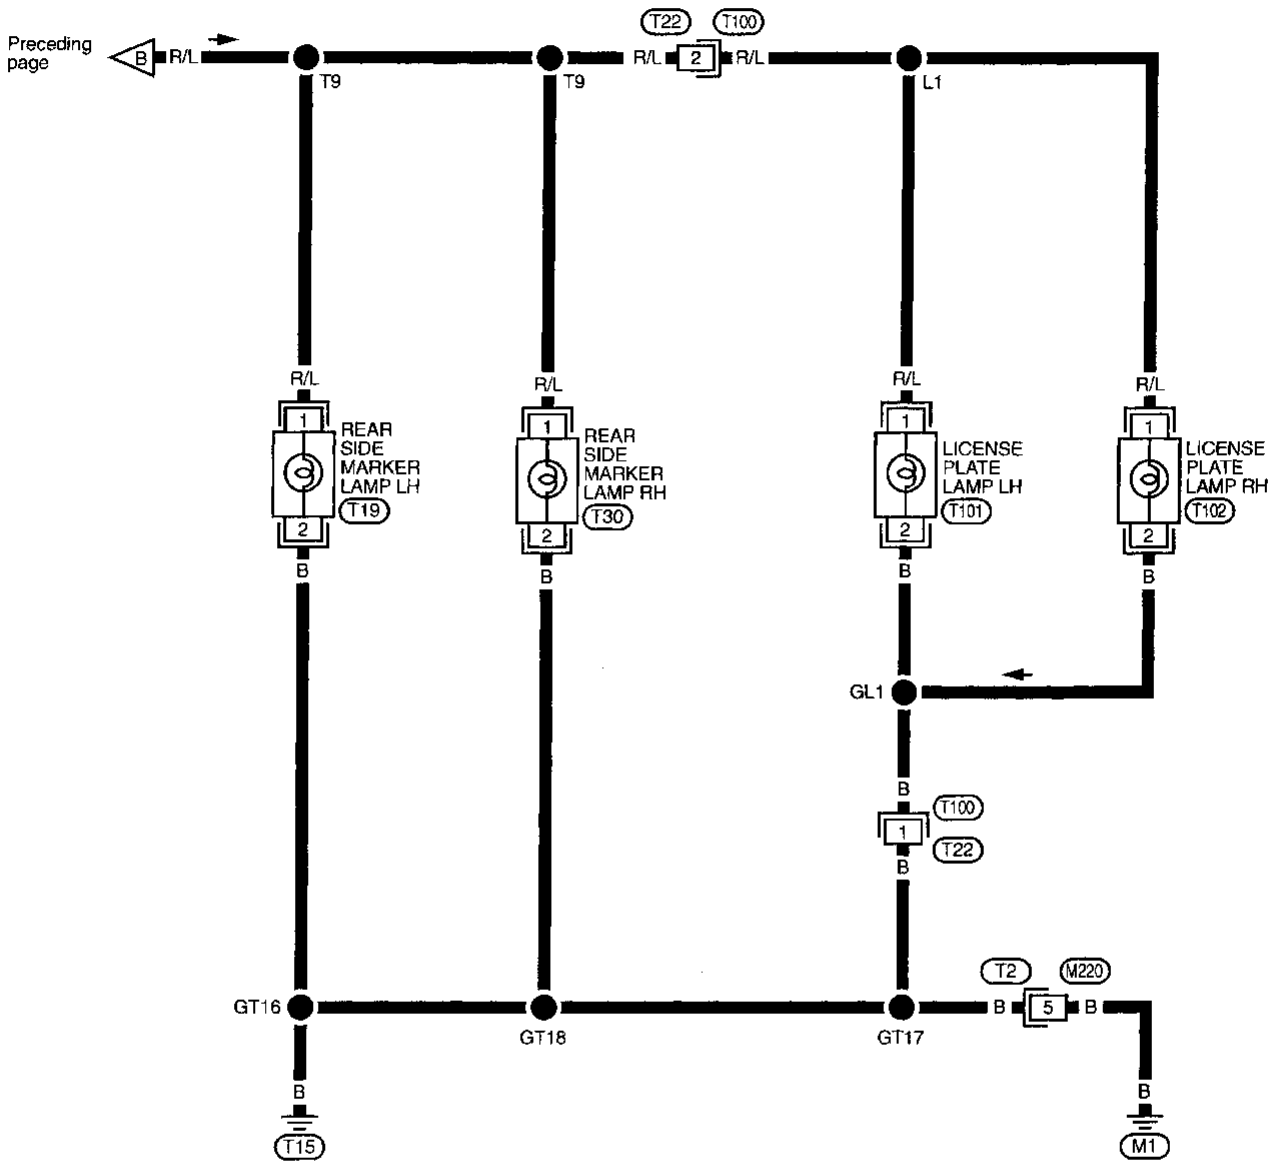 T22 T100
Preceding
page
B R/L R/L 2 R/L
T9 T9 L1
R/L R/L R/L R/L
1 1 1 1
REAR
SIDE
MARKER
LAMP LH
T19
REAR
SIDE
MARKER
LAMP RH
T30
LICENSE
PLATE
LAMP LH
T101
LICENSE
PLATE
LAMP RH
T102
2 2 2 2
B B B B
GL1
B
T100
1
T22
B
T2 M220
GT16 B 5 B
GT18 GT17
B B
T15 M1